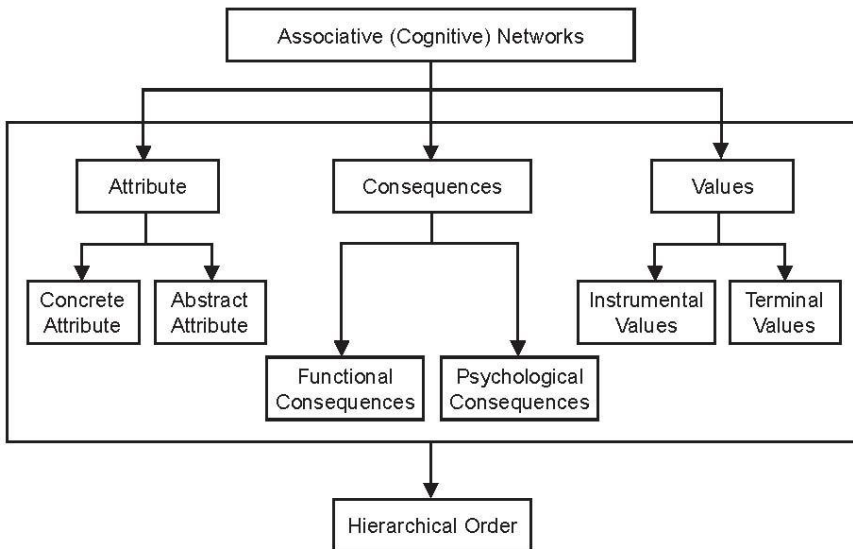 Associative (Cognitive) Networks
Attribute
Consequences
Values
Concrete
Attribute
Abstract
Attribute
Instrumental
Values
Terminal
Values
Functional
Consequences
Psychological
Consequences
Hierarchical Order